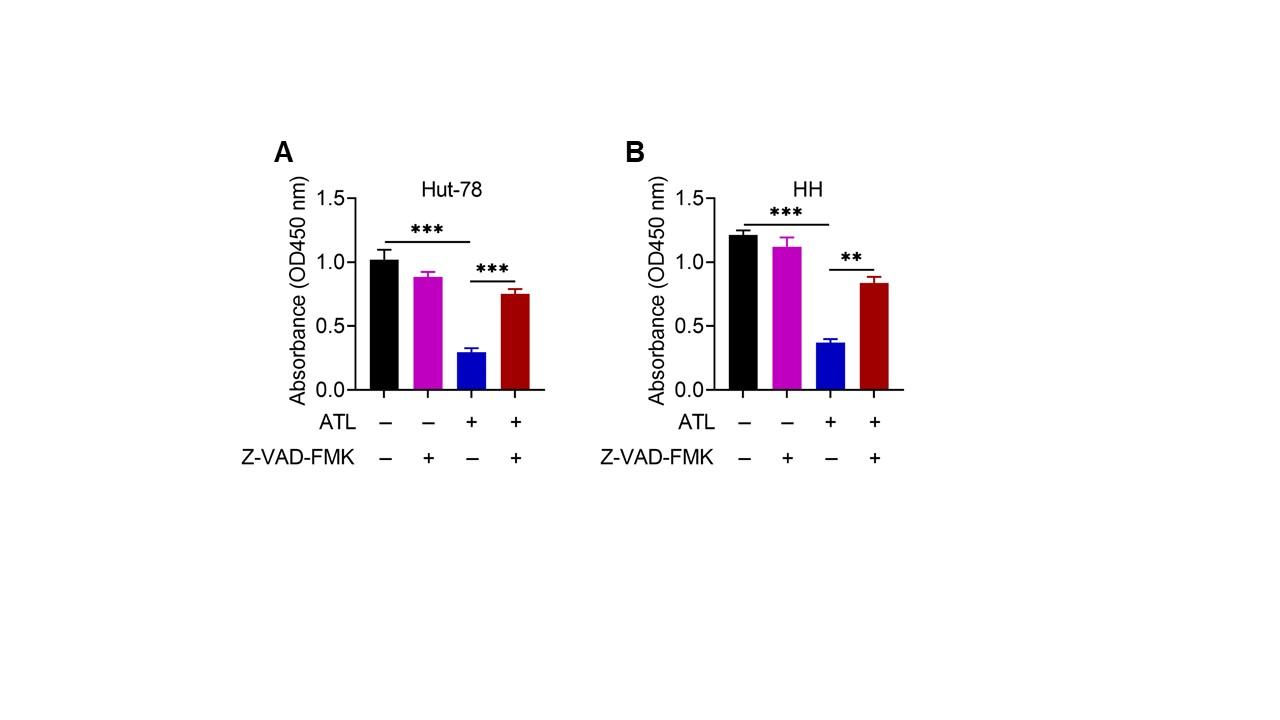 A
Hut-78
Absorbance (OD450 nm)
1.5
1.0
0.5
0.0
***
***
ATL – – + +
Z-VAD-FMK – + – +
B
HH
Absorbance (OD450 nm)
1.5
1.0
0.5
0.0
***
**
ATL – – + +
Z-VAD-FMK – + – +